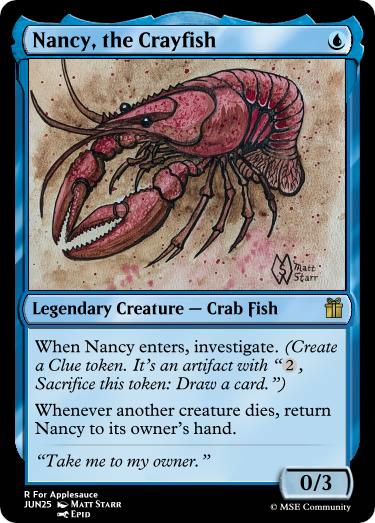 Nancy, the Crayfish
Matt
Starr
Legendary Creature — Crab Fish
When Nancy enters, investigate. (Create
a Clue token. It's an artifact with “2,
Sacrifice this token: Draw a card.”)
Whenever another creature dies, return
Nancy to its owner's hand.
“Take me to my owner.”
0/3
R For Applesauce
JUN25 Matt Starr
Epid
© MSE Community